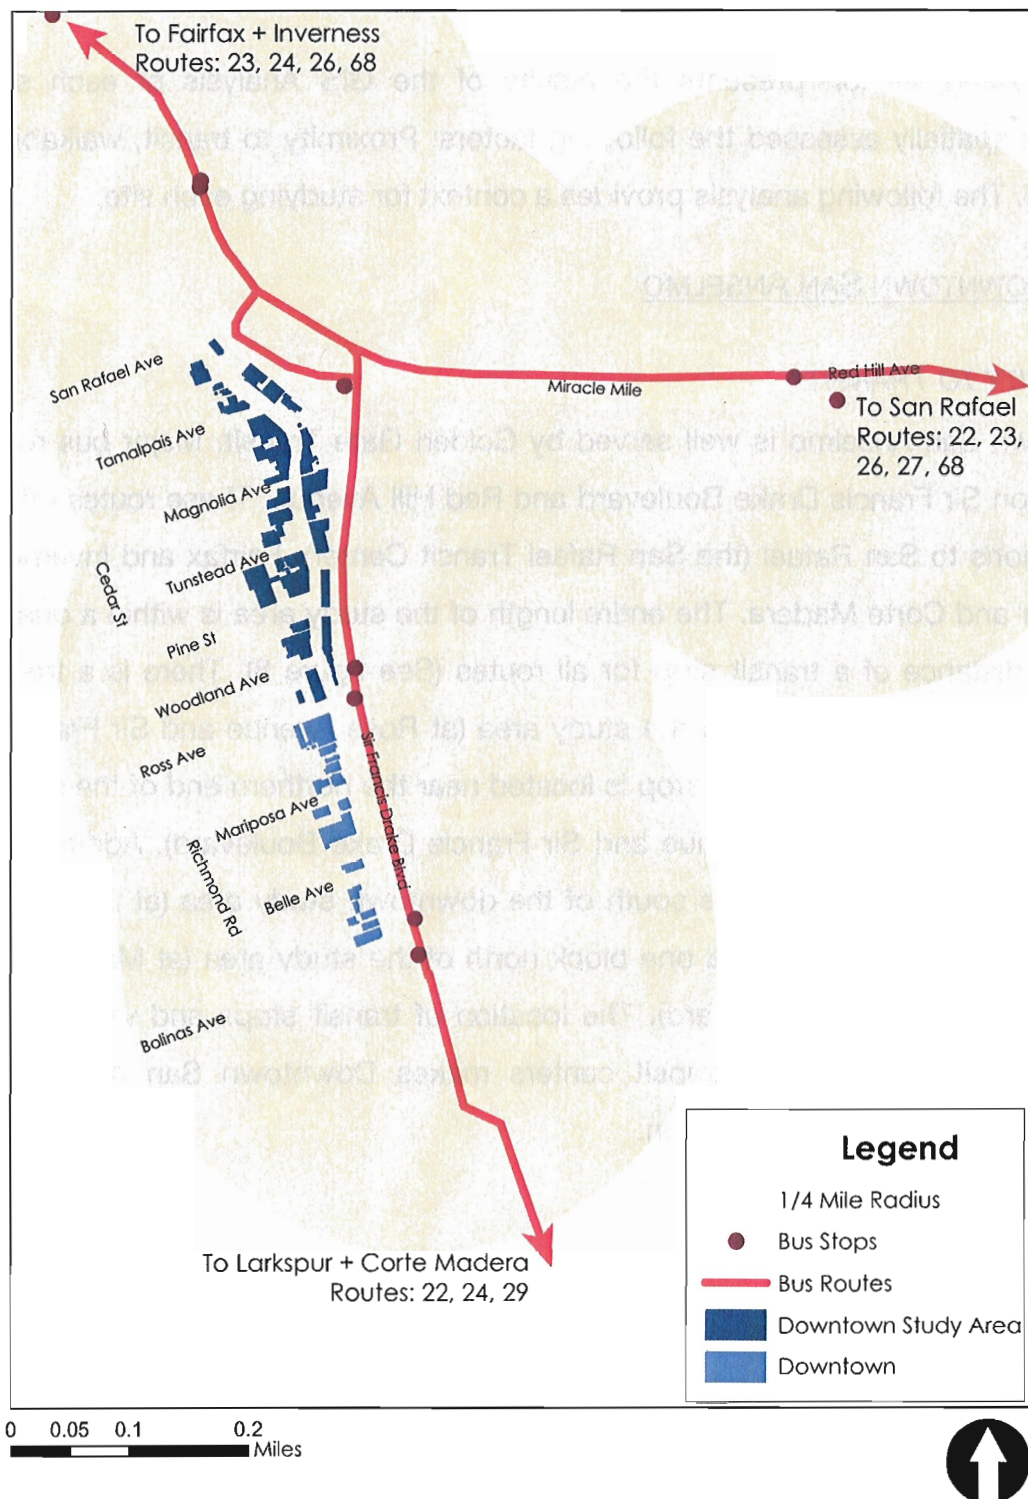 To Fairfax + Inverness
Routes: 23, 24, 26, 68
San Rafael Ave
Miracle Mile
Red Hill Ave
To San Rafael
Routes: 22, 23,
26, 27, 68
Tamalpais Ave
Magnolia Ave
Tunstead Ave
Cedar St
Pine St
Woodland Ave
Ross Ave
Sir Francis Drake Blvd
Mariposa Ave
Richmond Rd
Belle Ave
Bolinas Ave
To Larkspur + Corte Madera
Routes: 22, 24, 29
Legend
1/4 Mile Radius
Bus Stops
Bus Routes
Downtown Study Area
Downtown
0 0.05 0.1 0.2
Miles